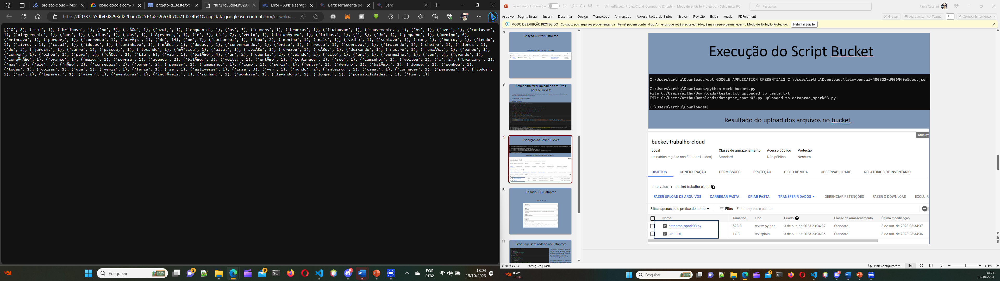 projeto-cloud – Mon
cloud.google.com/?u
projeto-cl...teste.txt -
ff0737c55db43f8293
Error – APIs e serviço
Bard: ferramenta de
Bard
https://ff0737c55db43f8293df22bae70c2c61a2c2667f070a71d2c4b310a-apidata.googleusercontent.com/downloa...
[('O', 8), ('sol', 1), ('brilhava', 1), ('no', 5), ('cÃ©u', 1), ('azul,', 1), ('enquanto', 1), ('as', 3), ('nuvens', 1), ('brancas', 1), ('flutuavam', 1), ('suavemente.', 1), ('As', 1), ('aves', 1), ('cantavam',
1), ('alegremente', 1), ('nos', 1), ('galhos', 1), ('das', 1), ('Ã¡rvores,', 1), ('e', 5), ('o', 7), ('vento', 1), ('balanÃ§ava', 1), ('folhas.', 1), ('', 8), ('Um', 4), ('pequeno', 1), ('menino', 6),
('brincava', 1), ('parque,', 1), ('correndo', 1), ('atrÃ¡s', 1), ('de', 14), ('um', 7), ('cachorro.', 1), ('Uma', 2), ('menina', 1), ('mais', 1), ('velha', 1), ('sentava', 1), ('em', 1), ('banco,', 1), ('lendo',
1), ('livro.', 1), ('casal', 1), ('idosos', 1), ('caminhava', 1), ('mÃ£os', 1), ('dadas,', 1), ('conversando.', 1), ('brisa', 1), ('fresca', 1), ('soprava,', 1), ('trazendo', 1), ('cheiro', 1), ('flores', 1),
('do', 3), ('jardim.', 1), ('carro', 1), ('passou,', 1), ('tocando', 1), ('mÃºsica', 1), ('alta.', 1), ('aviÃ£o', 1), ('cruzou', 1), ('cÃ©u,', 1), ('deixando', 1), ('rastro', 1), ('fumaÃ§a.', 1), ('parou', 1),
('correr', 1), ('olhou', 1), ('para', 5), ('cÃ©u.', 2), ('Ele', 6), ('viu', 1), ('balÃ£o', 4), ('ar', 2), ('quente,', 2), ('voando', 2), ('alto', 1), ('era', 1), ('vermelho,', 1), ('com', 3), ('grande', 1),
('coraÃ§Ã£o', 1), ('branco', 1), ('meio.', 1), ('sorriu', 1), ('acenou', 2), ('balÃ£o.', 3), ('volta,', 1), ('entÃ£o', 1), ('continuou', 2), ('seu', 1), ('caminho.', 1), ('voltou', 1), ('a', 2), ('brincar,', 2),
('mas', 2), ('ele', 3), ('nÃ£o', 2), ('conseguia', 2), ('parar', 2), ('pensar', 1), ('imaginou', 1), ('como', 1), ('seria', 1), ('estar', 1), ('dentro', 2), ('balÃ£o,', 1), ('longe.', 1), ('sonhou', 1),
('todas', 1), ('coisas', 1), ('que', 1), ('veria', 1), ('faria', 1), ('se', 1), ('estivesse', 1), ('iria', 3), ('ver', 1), ('mundo', 2), ('inteiro,', 1), ('cima.', 1), ('conhecer', 1), ('pessoas', 1), ('todos',
1), ('os', 1), ('lugares.', 1), ('viver', 1), ('aventuras', 1), ('incrÃ­veis.', 1), ('sonhar.', 1), ('sonhava', 1), ('levando-o', 1), ('longe,', 1), ('possibilidades.', 1), ('Fim', 1)]
Pesquisar
2
8
9+
POR
PTB2
18:04
15/10/2023
Salvamento Automático
ArthurBassetti_ProjetoCloud_Computing (2).pptx - Modo de Exibição Protegido • Salvo neste PC
Pesquisar
Paula Casarini
Arquivo Página Inicial Inserir Desenhar Design Transições Animações Apresentação de Slides Gravar Revisão Exibir Ajuda PDFelement
Gravar
Apresentar no Teams
Compartilhamento
MODO DE EXIBIÇÃO PROTEGIDO Cuidado, pois arquivos provenientes da Internet podem conter vírus. A menos que você precise editá-los, é mais seguro permanecer no Modo de Exibição Protegido.
Habilitar Edição
7
Criação Cluster Dataproc
Confirmação de Criação do Cluster
8
Script para fazer upload de arquivos
para o Bucket:
9
Execução do Script Bucket
Resultado do upload dos arquivos no bucket
10
Criando JOB Dataproc
Criação do JOB
11
Script que será rodado no Dataproc:
Execução do Script Bucket
C:\Users\arthu\Downloads>set GOOGLE_APPLICATION_CREDENTIALS=C:\Users\arthu\Downloads\trim-bonsai-400822-d406440e5dec.json
C:\Users\arthu\Downloads>python work_bucket.py
File C:/Users/arthu/Downloads/teste.txt uploaded to teste.txt.
File C:/Users/arthu/Downloads/dataproc_spark03.py uploaded to dataproc_spark03.py.
C:\Users\arthu\Downloads>
Resultado do upload dos arquivos no bucket
Atualiza
bucket-trabalho-cloud
Local Classe de armazenamento Acesso público Proteção
us (várias regiões nos Estados Unidos) Standard Não público Nenhum
OBJETOS CONFIGURAÇÃO PERMISSÕES PROTEÇÃO CICLO DE VIDA OBSERVABILIDADE RELATÓRIOS DE INVENTÁRIO
Intervalos > bucket-trabalho-cloud
FAZER UPLOAD DE ARQUIVOS CARREGAR PASTA CRIAR PASTA TRANSFERIR DADOS GERENCIAR RETENÇÕES FAZER O DOWNLOAD EXCLUIR
Filtrar apenas pelo prefixo do nome Filtro Filtrar objetos e pastas
Nome Tamanho Tipo Criado Classe de armazenamento Última modificação
dataproc_spark03.py 528 B text/x-python 3 de out. de 2023 23:34:37 Standard 3 de out. de 2023 23:34:37
teste.txt 14 B text/plain 3 de out. de 2023 23:34:36 Standard 3 de out. de 2023 23:34:36
Slide 9 de 13 Português (Brasil)
Exibir Configurações
113%
IBOV
-1,11%
Pesquisar
8
9+
18:04
15/10/2023